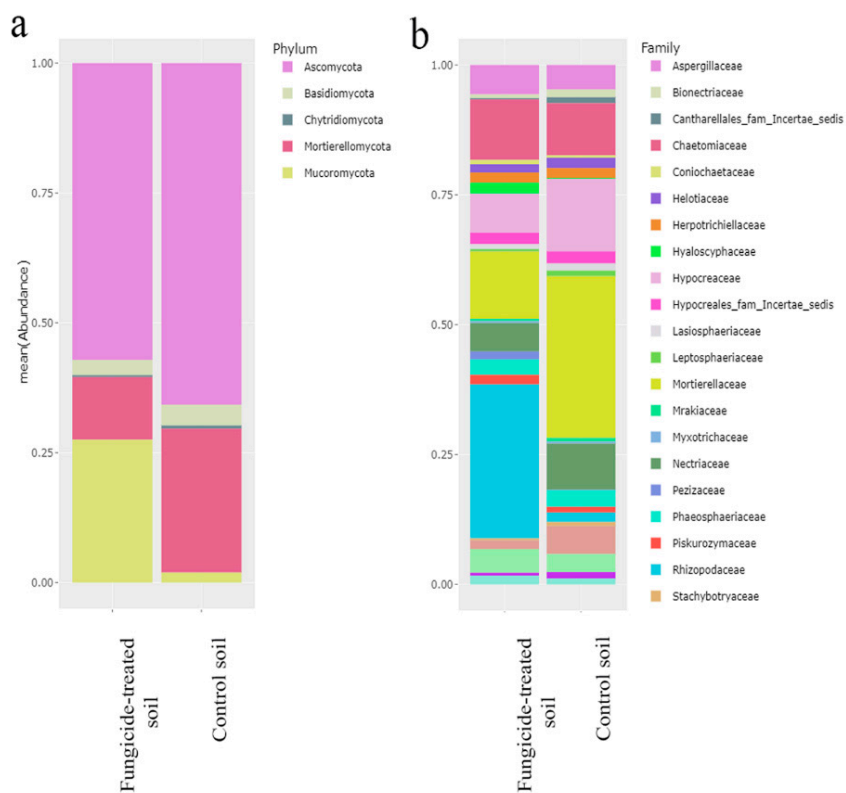 a
mean(Abundance)
1.00
0.75
0.50
0.25
0.00
Fungicide-treated
soil
Control soil
Phylum
Ascomycota
Basidiomycota
Chytridiomycota
Mortierellomycota
Mucoromycota
b
1.00
0.75
0.50
0.25
0.00
Fungicide-treated
soil
Control soil
Family
Aspergillaceae
Bionectriaceae
Cantharellales_fam_Incertae_sedis
Chaetomiaceae
Coniochaetaceae
Helotiaceae
Herpotrichiellaceae
Hyaloscyphaceae
Hypocreaceae
Hypocreales_fam_Incertae_sedis
Lasiosphaeriaceae
Leptosphaeriaceae
Mortierellaceae
Mrakiaceae
Myxotrichaceae
Nectriaceae
Pezizaceae
Phaeosphaeriaceae
Piskurozymaceae
Rhizopodaceae
Stachybotryaceae